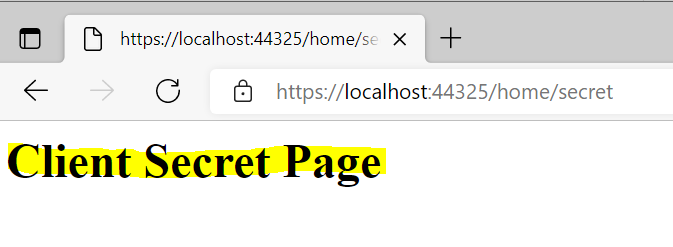 https://localhost:44325/home/se
https://localhost:44325/home/secret
Client Secret Page